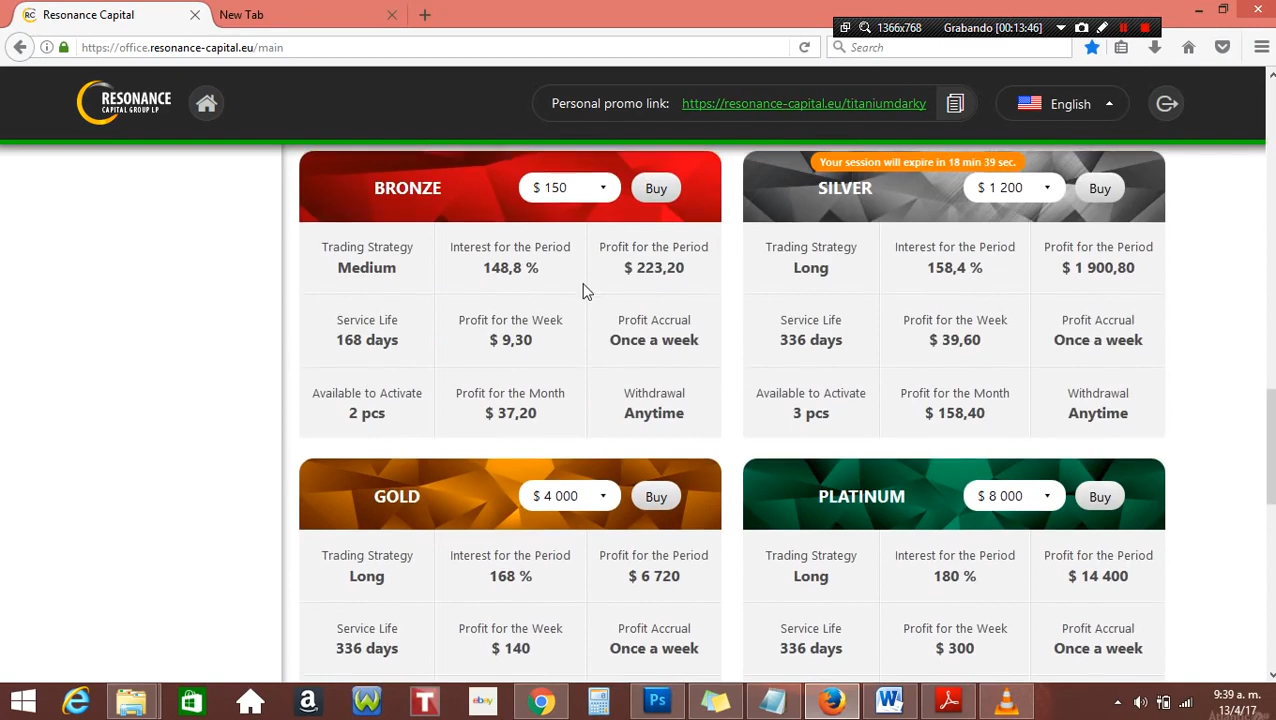 Resonance Capital
New Tab
1366x768
Grabando [00:13:46]
https://office.resonance-capital.eu/main
Search
RESONANCE
CAPITAL GROUP LP
Personal promo link:
https://resonance-capital.eu/titaniumdarky
English
Your session will expire in 18 min 39 sec.
BRONZE
$ 150
Buy
SILVER
$ 1 200
Buy
Trading Strategy
Interest for the Period
Profit for the Period
Trading Strategy
Interest for the Period
Profit for the Period
Medium
148,8 %
$ 223,20
Long
158,4 %
$ 1 900,80
Service Life
Profit for the Week
Profit Accrual
Service Life
Profit for the Week
Profit Accrual
168 days
$ 9,30
Once a week
336 days
$ 39,60
Once a week
Available to Activate
Profit for the Month
Withdrawal
Available to Activate
Profit for the Month
Withdrawal
2 pcs
$ 37,20
Anytime
3 pcs
$ 158,40
Anytime
GOLD
$ 4 000
Buy
PLATINUM
$ 8 000
Buy
Trading Strategy
Interest for the Period
Profit for the Period
Trading Strategy
Interest for the Period
Profit for the Period
Long
168 %
$ 6 720
Long
180 %
$ 14 400
Service Life
Profit for the Week
Profit Accrual
Service Life
Profit for the Week
Profit Accrual
336 days
$ 140
Once a week
336 days
$ 300
Once a week
9:39 a. m.
13/4/17